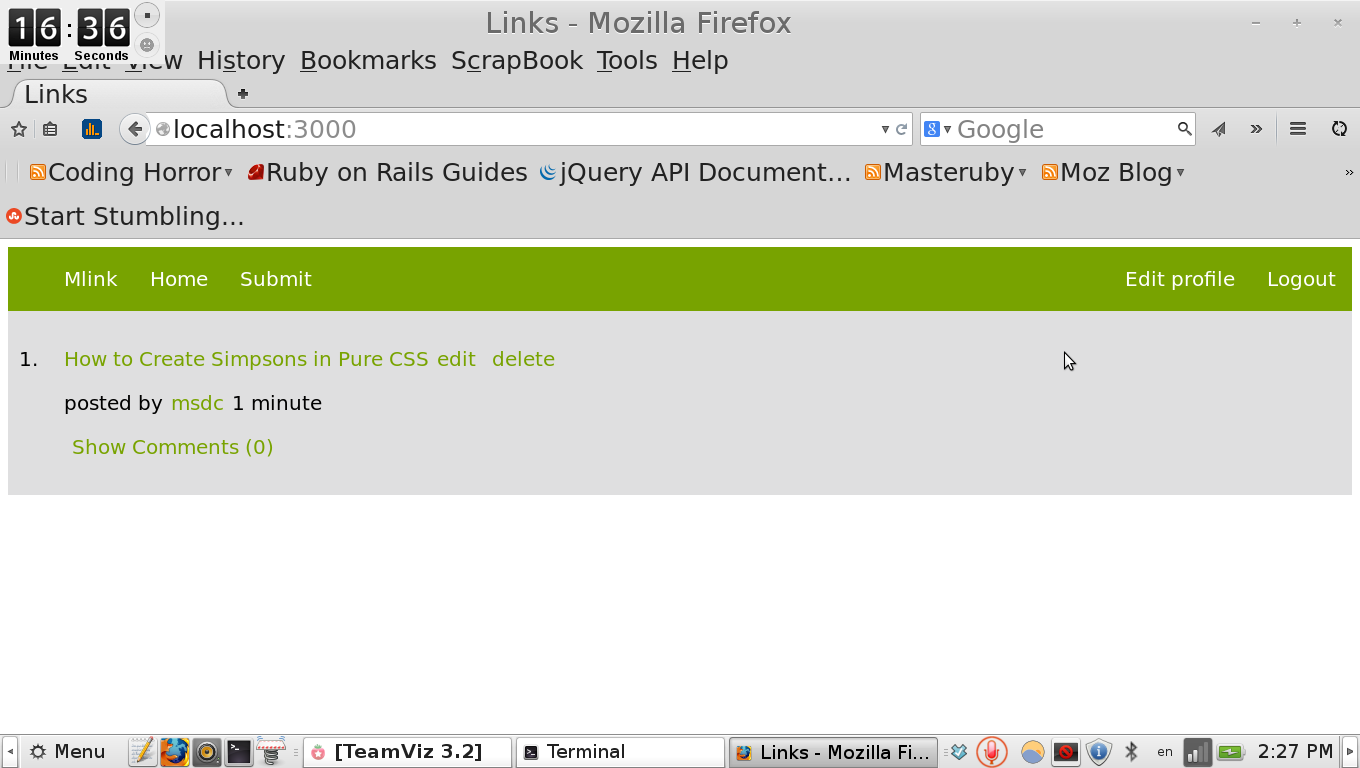 16:36
Minutes Seconds
Links - Mozilla Firefox
File Edit View History Bookmarks ScrapBook Tools Help
Links
localhost:3000
8 Google
Coding Horror Ruby on Rails Guides jQuery API Document... Masteruby Moz Blog »
Start Stumbling...
Mlink Home Submit Edit profile Logout
1. How to Create Simpsons in Pure CSS edit delete
posted by msdc 1 minute
Show Comments (0)
Menu [TeamViz 3.2] Terminal Links - Mozilla Fi... en 2:27 PM